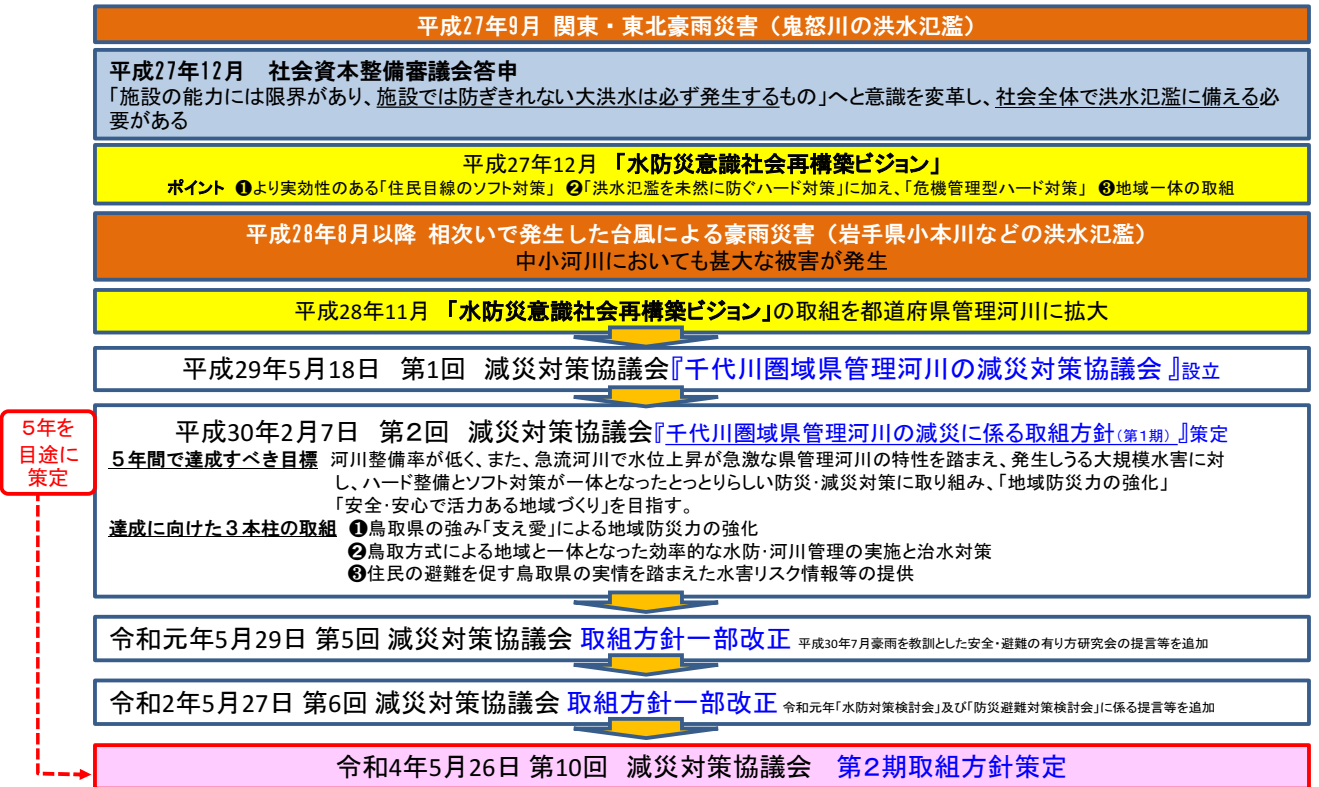 平成27年9月 関東・東北豪雨災害（鬼怒川の洪水氾濫）
平成27年12月　社会資本整備審議会答申
「施設の能力には限界があり、施設では防ぎきれない大洪水は必ず発生するもの」へと意識を変革し、社会全体で洪水氾濫に備える必
要がある
平成27年12月 「水防災意識社会再構築ビジョン」
ポイント ❶より実効性のある「住民目線のソフト対策」 ❷「洪水氾濫を未然に防ぐハード対策」に加え、「危機管理型ハード対策」 ❸地域一体の取組
平成28年8月以降 相次いで発生した台風による豪雨災害（岩手県小本川などの洪水氾濫）
中小河川においても甚大な被害が発生
平成28年11月 「水防災意識社会再構築ビジョン」の取組を都道府県管理河川に拡大
平成29年5月18日　第1回　減災対策協議会『千代川圏域県管理河川の減災対策協議会 』設立
5年を
目途に
策定
平成30年2月7日　第２回　減災対策協議会『千代川圏域県管理河川の減災に係る取組方針(第1期) 』策定
５年間で達成すべき目標 河川整備率が低く、また、急流河川で水位上昇が急激な県管理河川の特性を踏まえ、発生しうる大規模水害に対
し、ハード整備とソフト対策が一体となったとっとりらしい防災・減災対策に取り組み、「地域防災力の強化」
「安全・安心で活力ある地域づくり」を目指す。
達成に向けた３本柱の取組 ❶鳥取県の強み「支え愛」による地域防災力の強化
❷鳥取方式による地域と一体となった効率的な水防・河川管理の実施と治水対策
❸住民の避難を促す鳥取県の実情を踏まえた水害リスク情報等の提供
令和元年5月29日 第5回 減災対策協議会 取組方針一部改正 平成30年7月豪雨を教訓とした安全・避難の有り方研究会の提言等を追加
令和2年5月27日 第6回 減災対策協議会 取組方針一部改正 令和元年「水防対策検討会」及び「防災避難対策検討会」に係る提言等を追加
令和4年5月26日 第10回　減災対策協議会　第２期取組方針策定